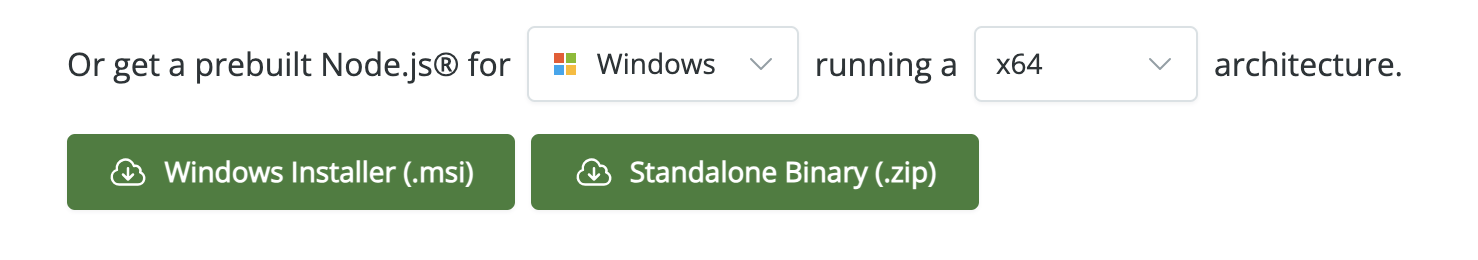 Or get a prebuilt Node.js® for Windows running a x64 architecture.
Windows Installer (.msi) Standalone Binary (.zip)